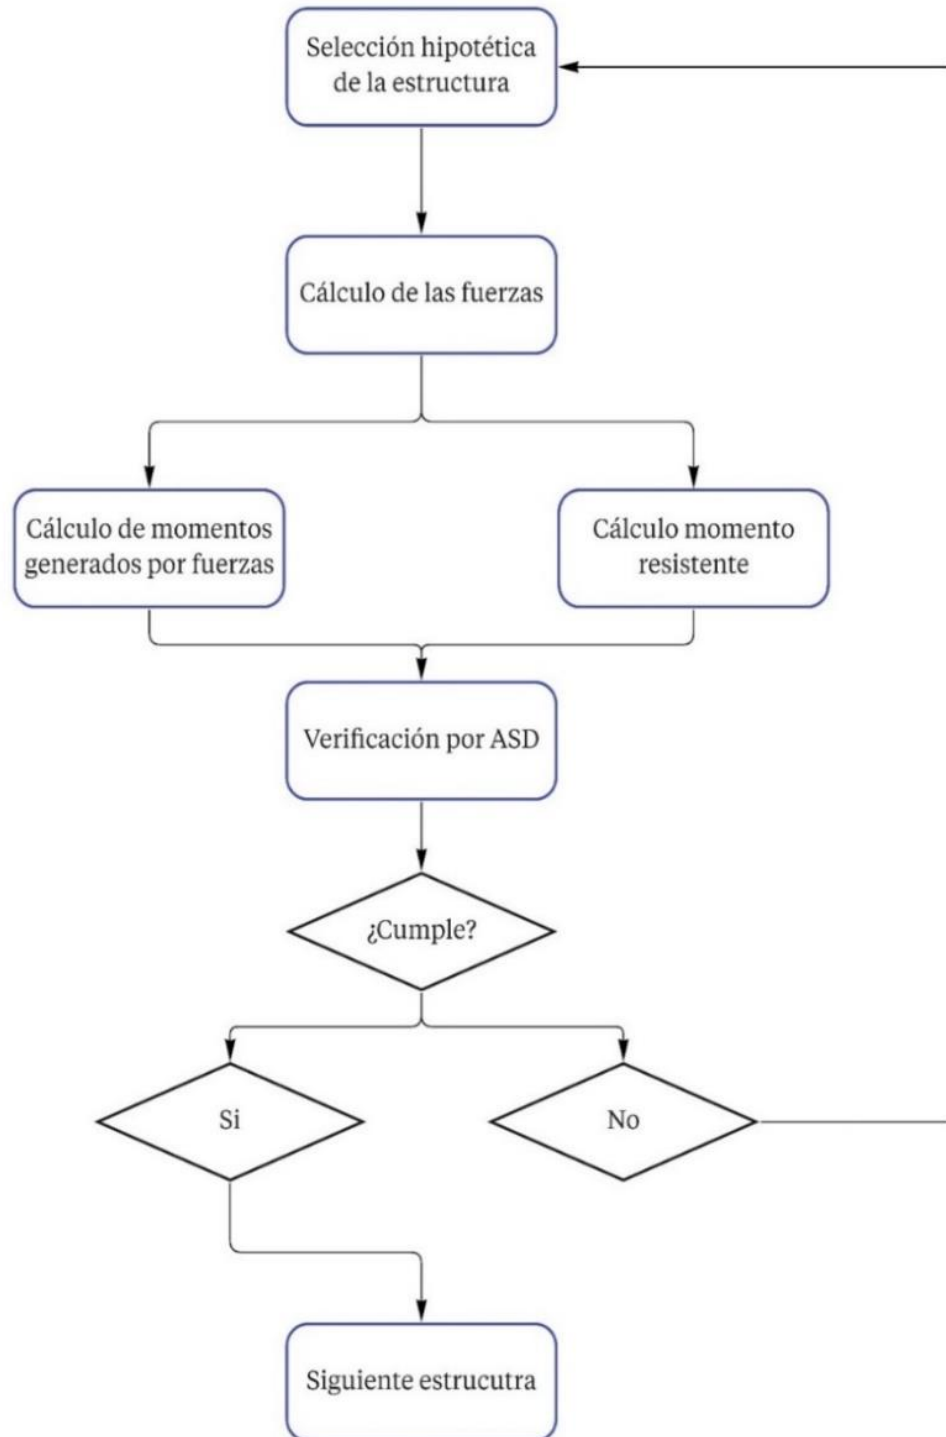 Selección hipotética
de la estructura
Cálculo de las fuerzas
Cálculo de momentos
generados por fuerzas
Cálculo momento
resistente
Verificación por ASD
¿Cumple?
Si
No
Siguiente estrucutra